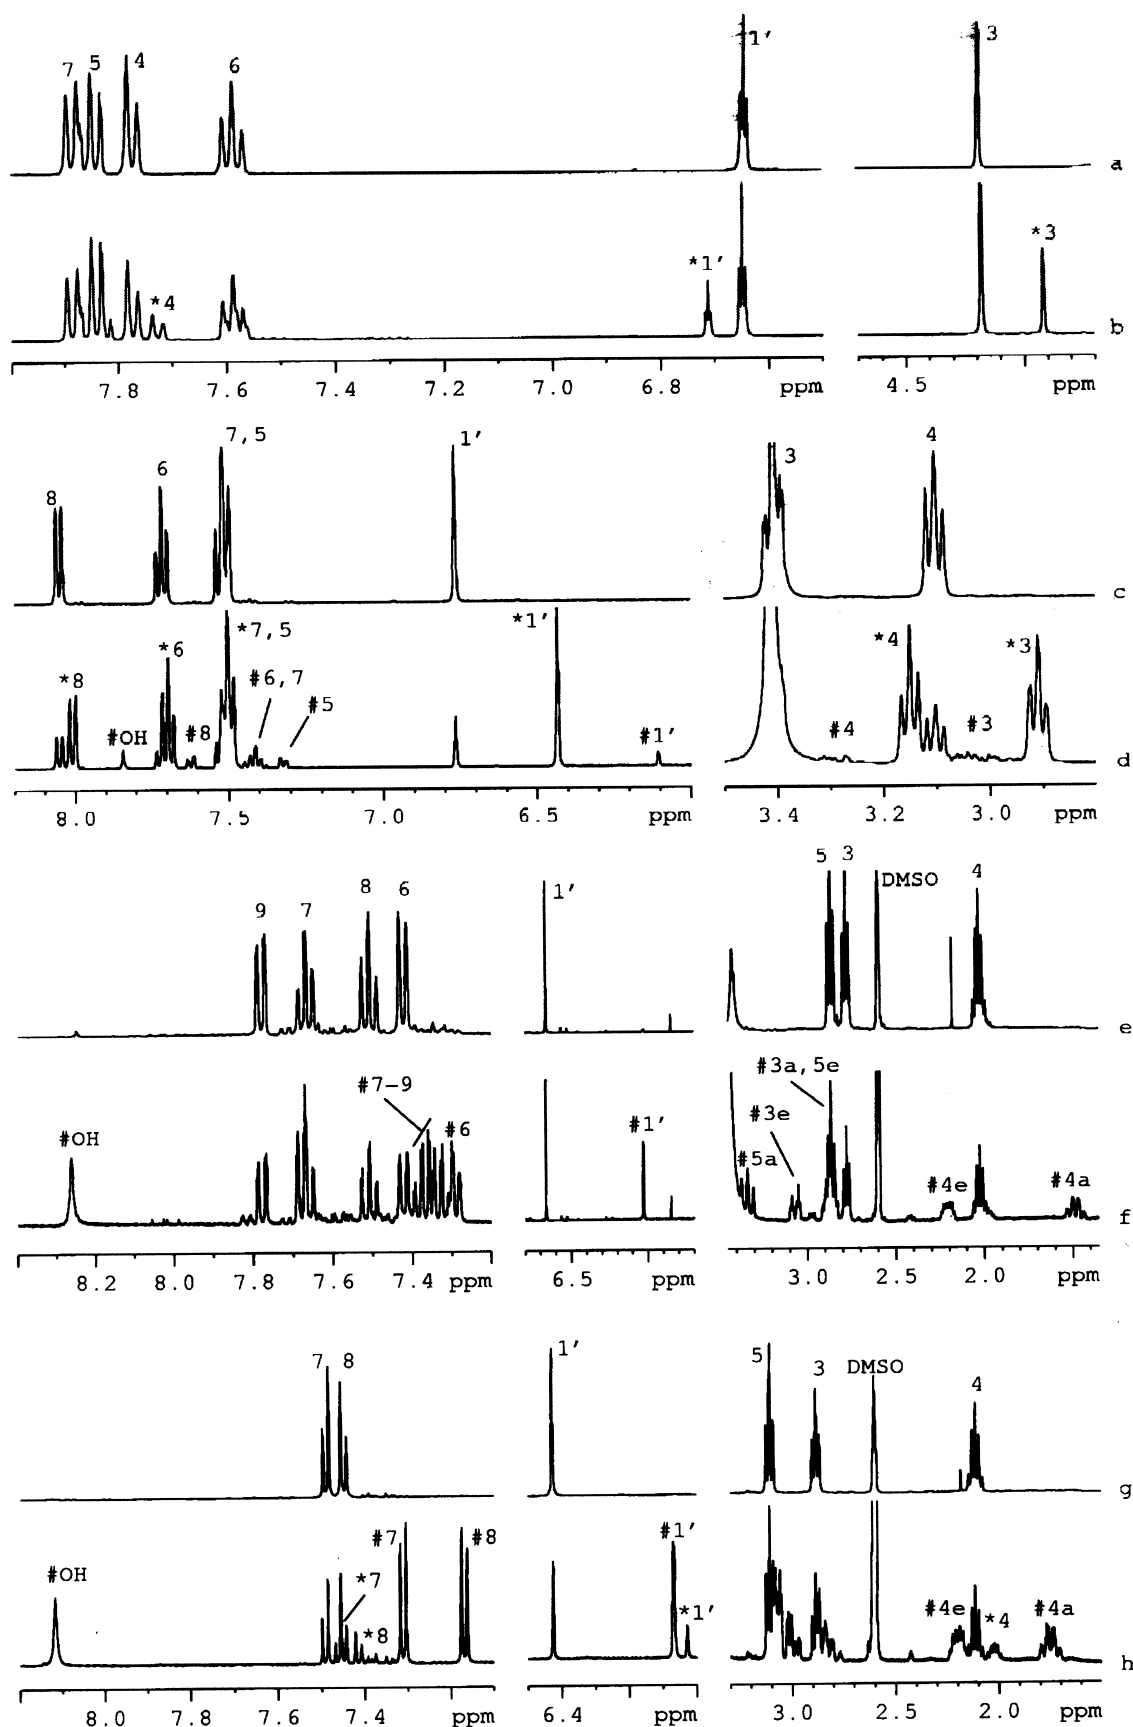 7 5 4 6 1' 3
a
*4 *1' *3
b
7.8 7.6 7.4 7.2 7.0 6.8 ppm 4.5 ppm
8 6 7,5 1' 3 4
c
*8 #OH *6 #8 *7,5 #6,7 #5 *1' #1' #4 *4 #3 *3
d
8.0 7.5 7.0 6.5 ppm 3.4 3.2 3.0 ppm
9 7 8 6 1' 5 3 DMSO 4
e
#OH #7-9 #6 #1' #5a #3e #3a,5e #4e #4a
f
8.2 8.0 7.8 7.6 7.4 ppm 6.5 ppm 3.0 2.5 2.0 ppm
7 8 1' 5 3 DMSO 4
g
#OH *7 *8 #7 #8 #1' *1' #4e *4 #4a
h
8.0 7.8 7.6 7.4 ppm 6.4 ppm 3.0 2.5 2.0 ppm